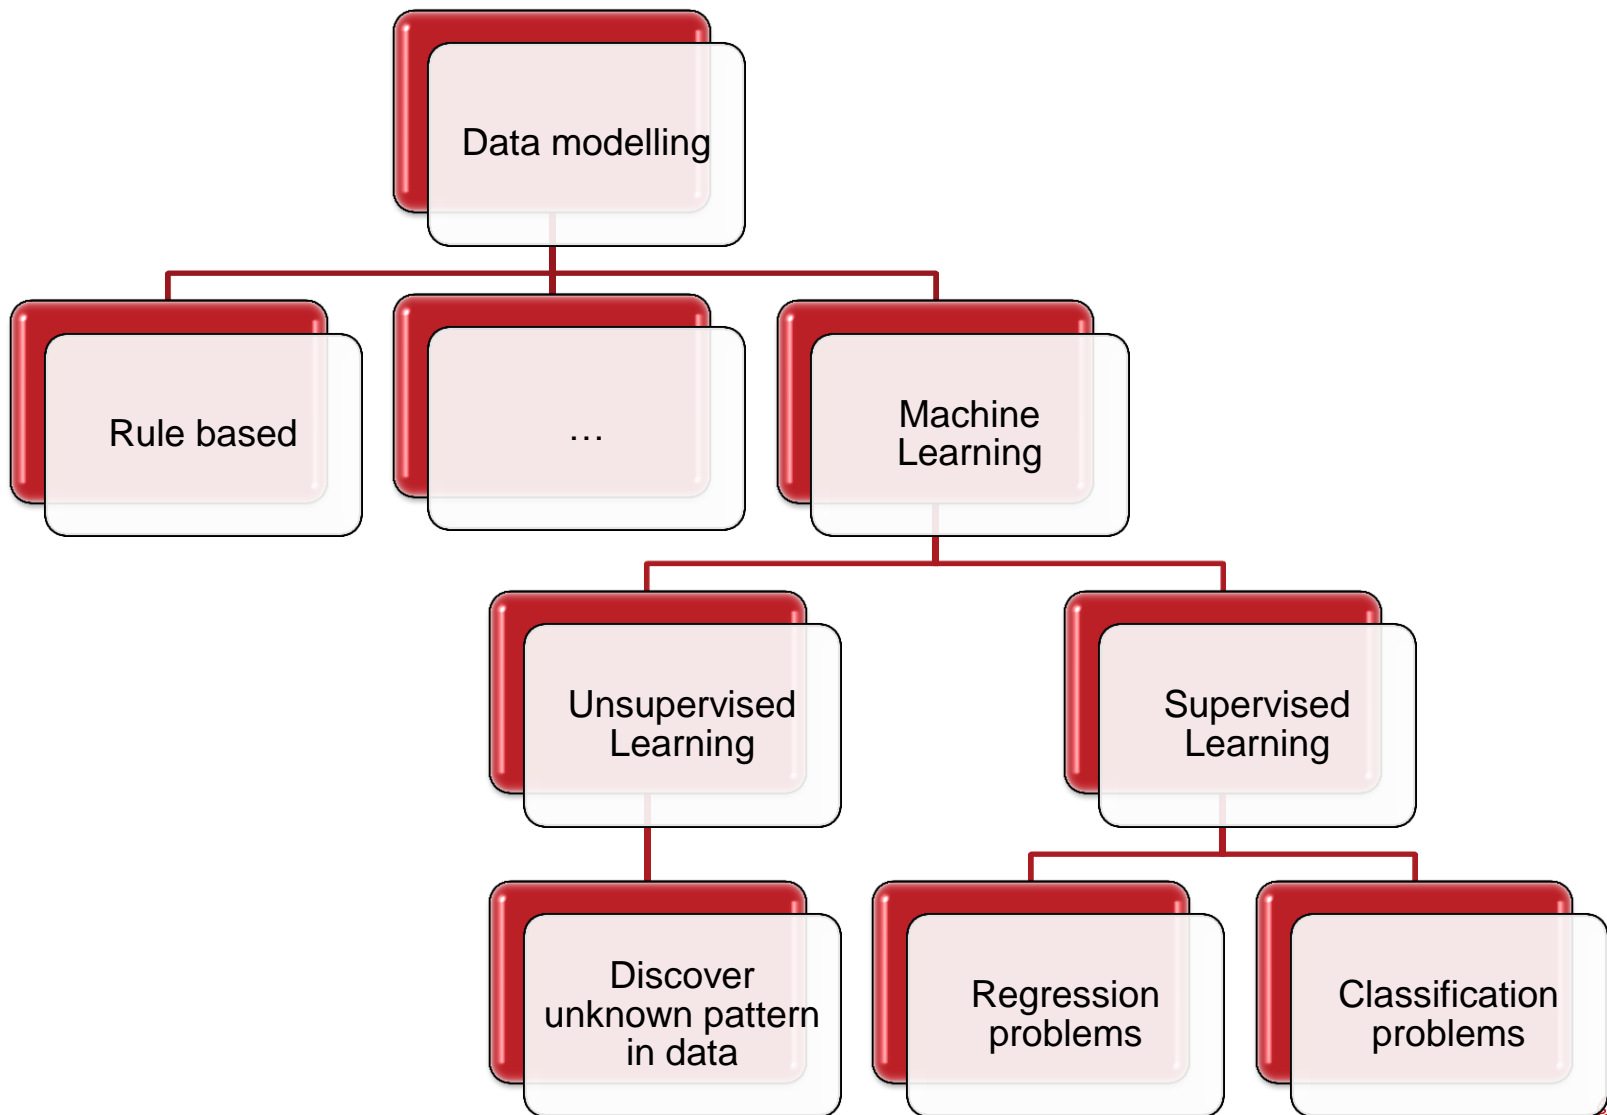 Data modelling
Rule based
…
Machine
Learning
Unsupervised
Learning
Supervised
Learning
Discover
unknown pattern
in data
Regression
problems
Classification
problems